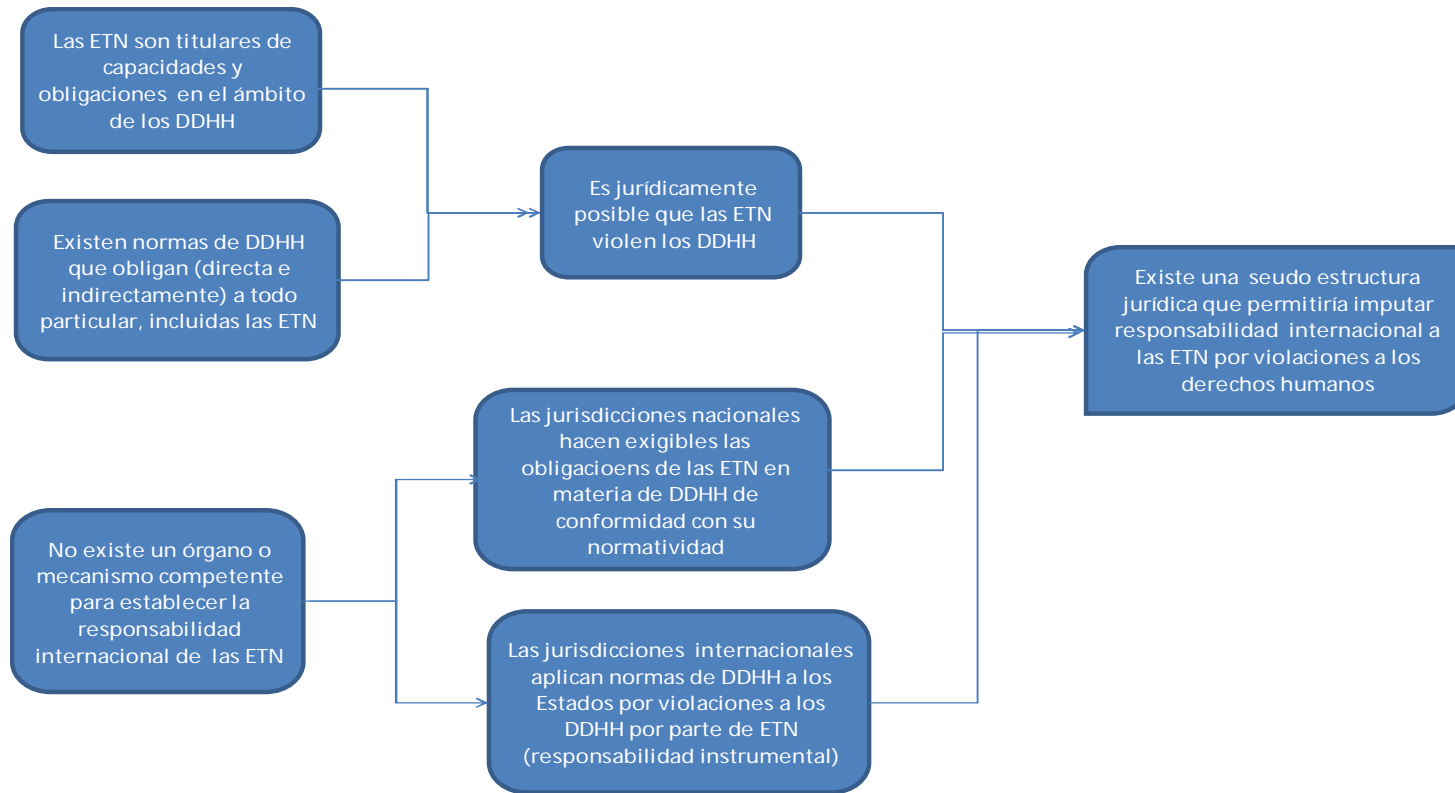 Las ETN son titulares de
capacidades y
obligaciones en el ámbito
de los DDHH
Existen normas de DDHH
que obligan (directa e
indirectamente) a todo
particular, incluidas las ETN
No existe un órgano o
mecanismo competente
para establecer la
responsabilidad
internacional de las ETN
Es jurídicamente
posible que las ETN
violen los DDHH
Las jurisdicciones nacionales
hacen exigibles las
obligacioens de las ETN en
materia de DDHH de
conformidad con su
normatividad
Las jurisdicciones internacionales
aplican normas de DDHH a los
Estados por violaciones a los
DDHH por parte de ETN
(responsabilidad instrumental)
Existe una seudo estructura
jurídica que permitiría imputar
responsabilidad internacional a
las ETN por violaciones a los
derechos humanos